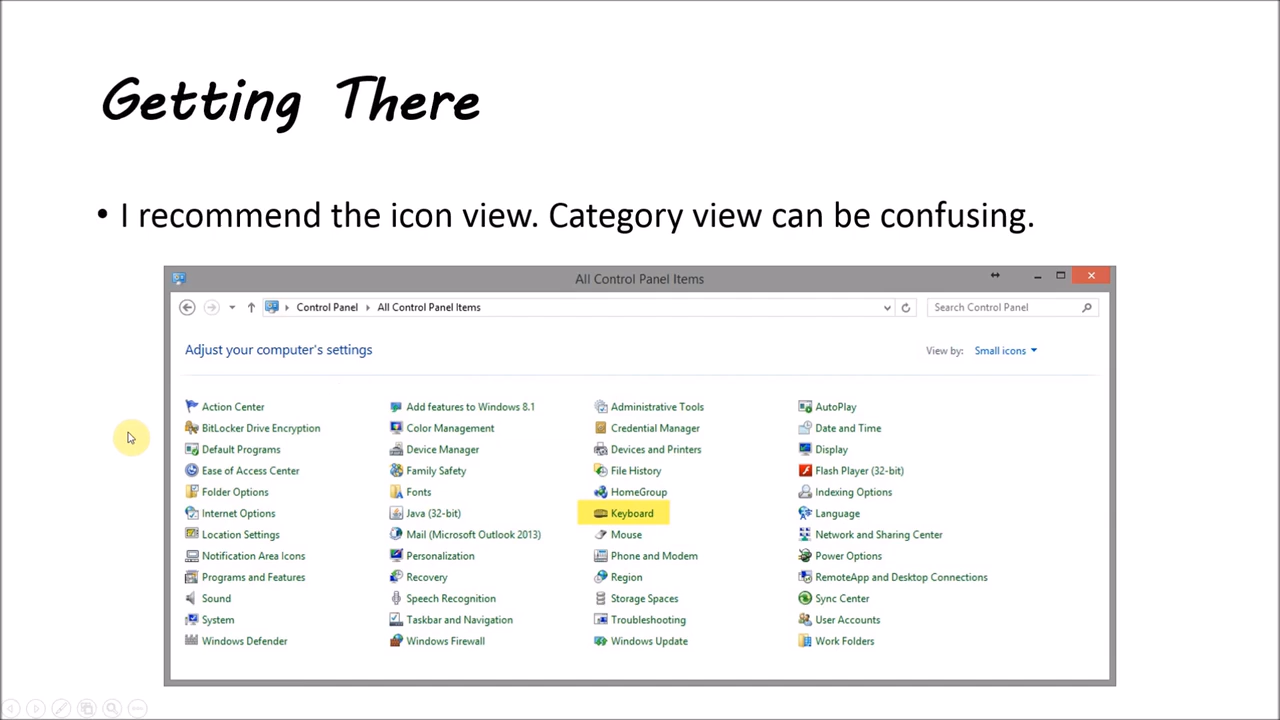 Getting There
• I recommend the icon view. Category view can be confusing.
All Control Panel Items
Control Panel All Control Panel Items Search Control Panel
Adjust your computer's settings View by: Small icons
Action Center Add features to Windows 8.1 Administrative Tools AutoPlay
BitLocker Drive Encryption Color Management Credential Manager Date and Time
Default Programs Device Manager Devices and Printers Display
Ease of Access Center Family Safety File History Flash Player (32-bit)
Folder Options Fonts HomeGroup Indexing Options
Internet Options Java (32-bit) Keyboard Language
Location Settings Mail (Microsoft Outlook 2013) Mouse Network and Sharing Center
Notification Area Icons Personalization Phone and Modem Power Options
Programs and Features Recovery Region RemoteApp and Desktop Connections
Sound Speech Recognition Storage Spaces Sync Center
System Taskbar and Navigation Troubleshooting User Accounts
Windows Defender Windows Firewall Windows Update Work Folders